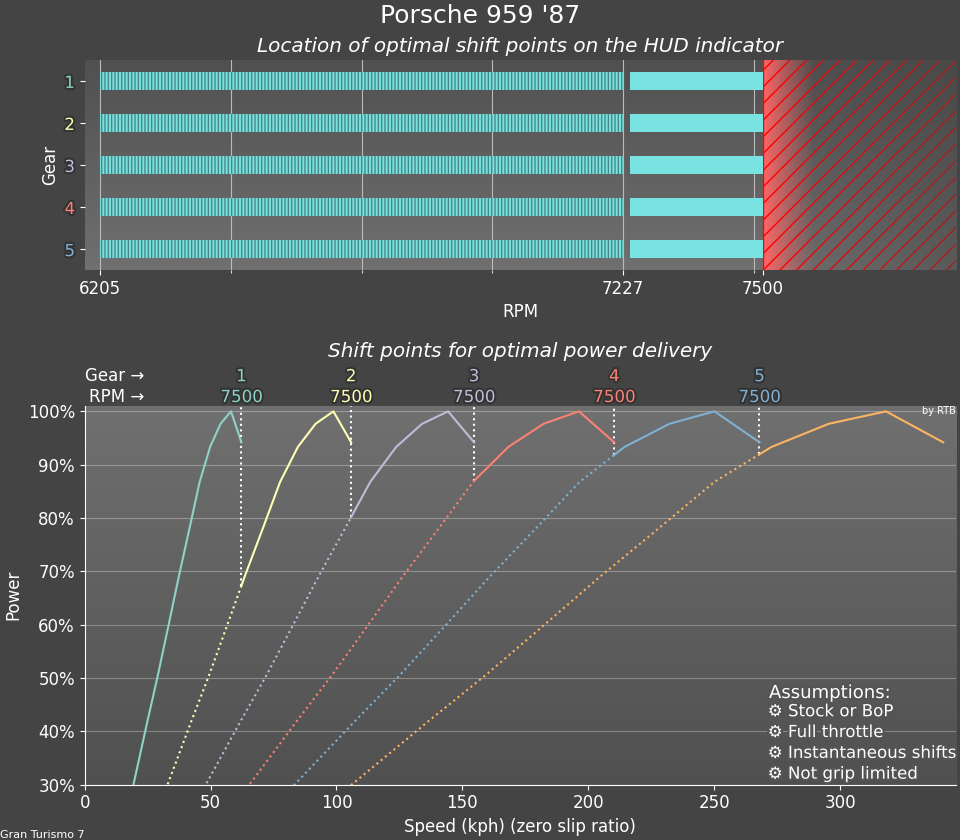 Porsche 959 '87
Location of optimal shift points on the HUD indicator
Gear
1
2
3
4
5
6205 7227 7500
RPM
Shift points for optimal power delivery
Gear → 1 2 3 4 5
RPM → 7500 7500 7500 7500 7500
by RTB
Power
100%
90%
80%
70%
60%
50%
40%
30%
Assumptions:
⚙ Stock or BoP
⚙ Full throttle
⚙ Instantaneous shifts
⚙ Not grip limited
0 50 100 150 200 250 300
Speed (kph) (zero slip ratio)
Gran Turismo 7